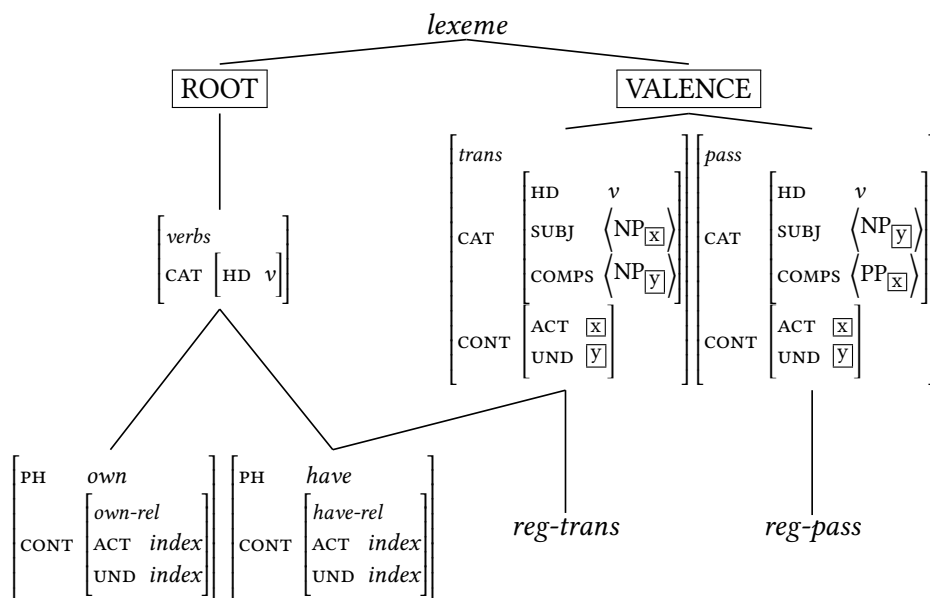 lexeme
ROOT VALENCE
trans
HD v
CAT SUBJ ⟨NP x⟩
COMPS ⟨NP y⟩
CONT ACT x
UND y
pass
HD v
CAT SUBJ ⟨NP y⟩
COMPS ⟨PP x⟩
CONT ACT x
UND y
verbs
CAT [HD v]
PH own
own-rel
CONT ACT index
UND index
PH have
have-rel
CONT ACT index
UND index
reg-trans reg-pass